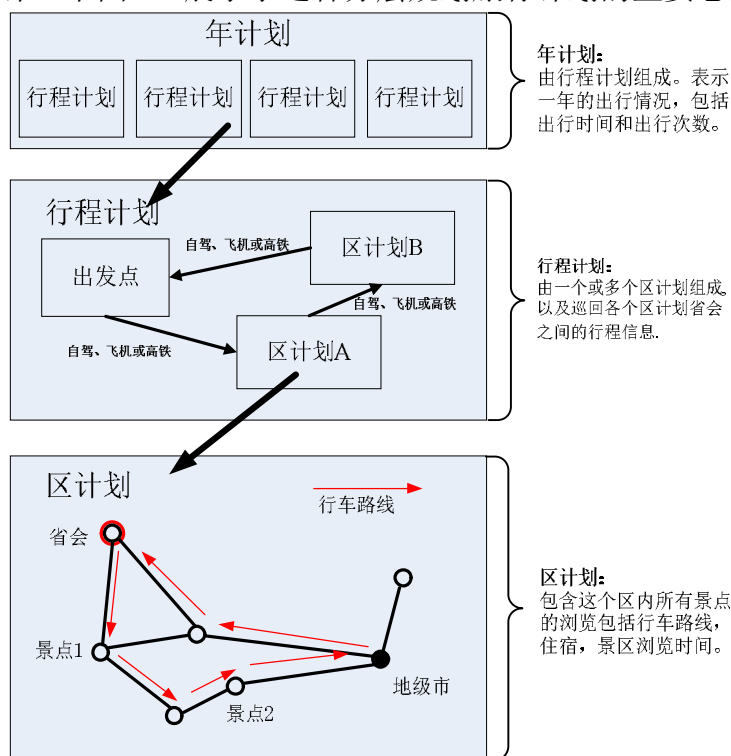 年计划
行程计划 行程计划 行程计划 行程计划
年计划：
由行程计划组成。表示
一年的出行情况，包括
出行时间和出行次数。
行程计划
出发点
自驾、飞机或高铁
区计划B
自驾、飞机或高铁
自驾、飞机或高铁
区计划A
行程计划：
由一个或多个区计划组成。
以及巡回各个区计划省会
之间的行程信息.
区计划
行车路线
省会
景点1
景点2
地级市
区计划：
包含这个区内所有景点
的浏览包括行车路线，
住宿，景区浏览时间。